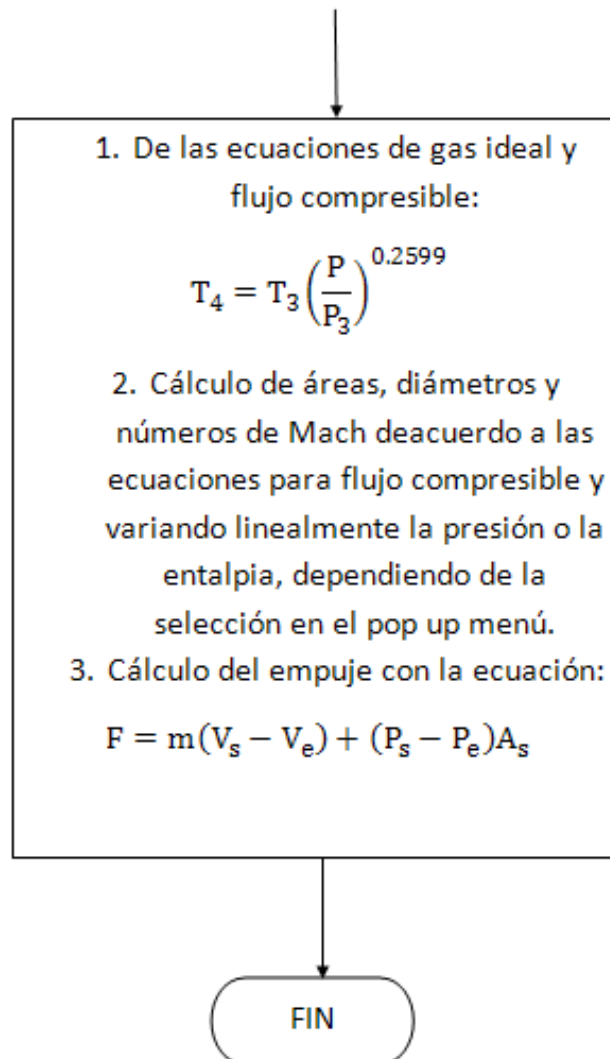 1. De las ecuaciones de gas ideal y
flujo compresible:
T₄ = T₃(P/P₃)^0.2599
2. Cálculo de áreas, diámetros y
números de Mach deacuerdo a las
ecuaciones para flujo compresible y
variando linealmente la presión o la
entalpia, dependiendo de la
selección en el pop up menú.
3. Cálculo del empuje con la ecuación:
F = m(Vₛ − Vₑ) + (Pₛ − Pₑ)Aₛ
FIN